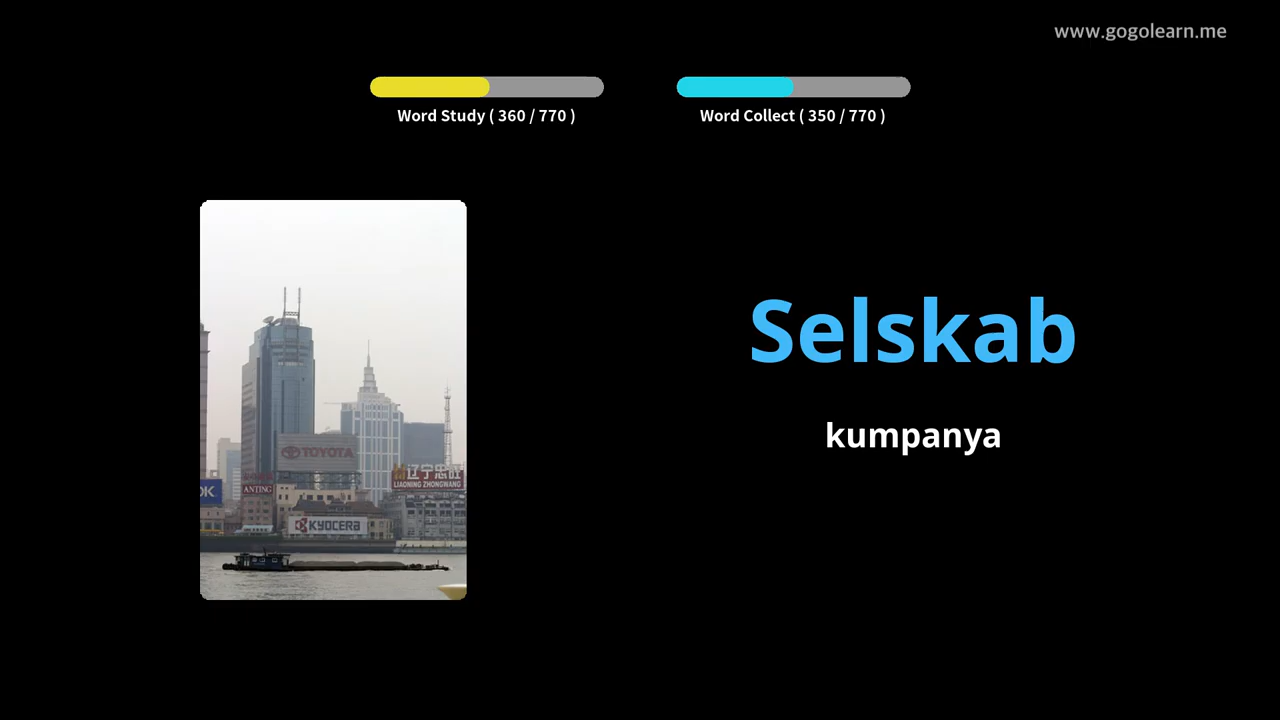 www.gogolearn.me
Word Study ( 360 / 770 )
Word Collect ( 350 / 770 )
Selskab
kumpanya
TOYOTA
辽宁忠旺
LIAONING ZHONGWANG
OK
ANTING
KYOCERA